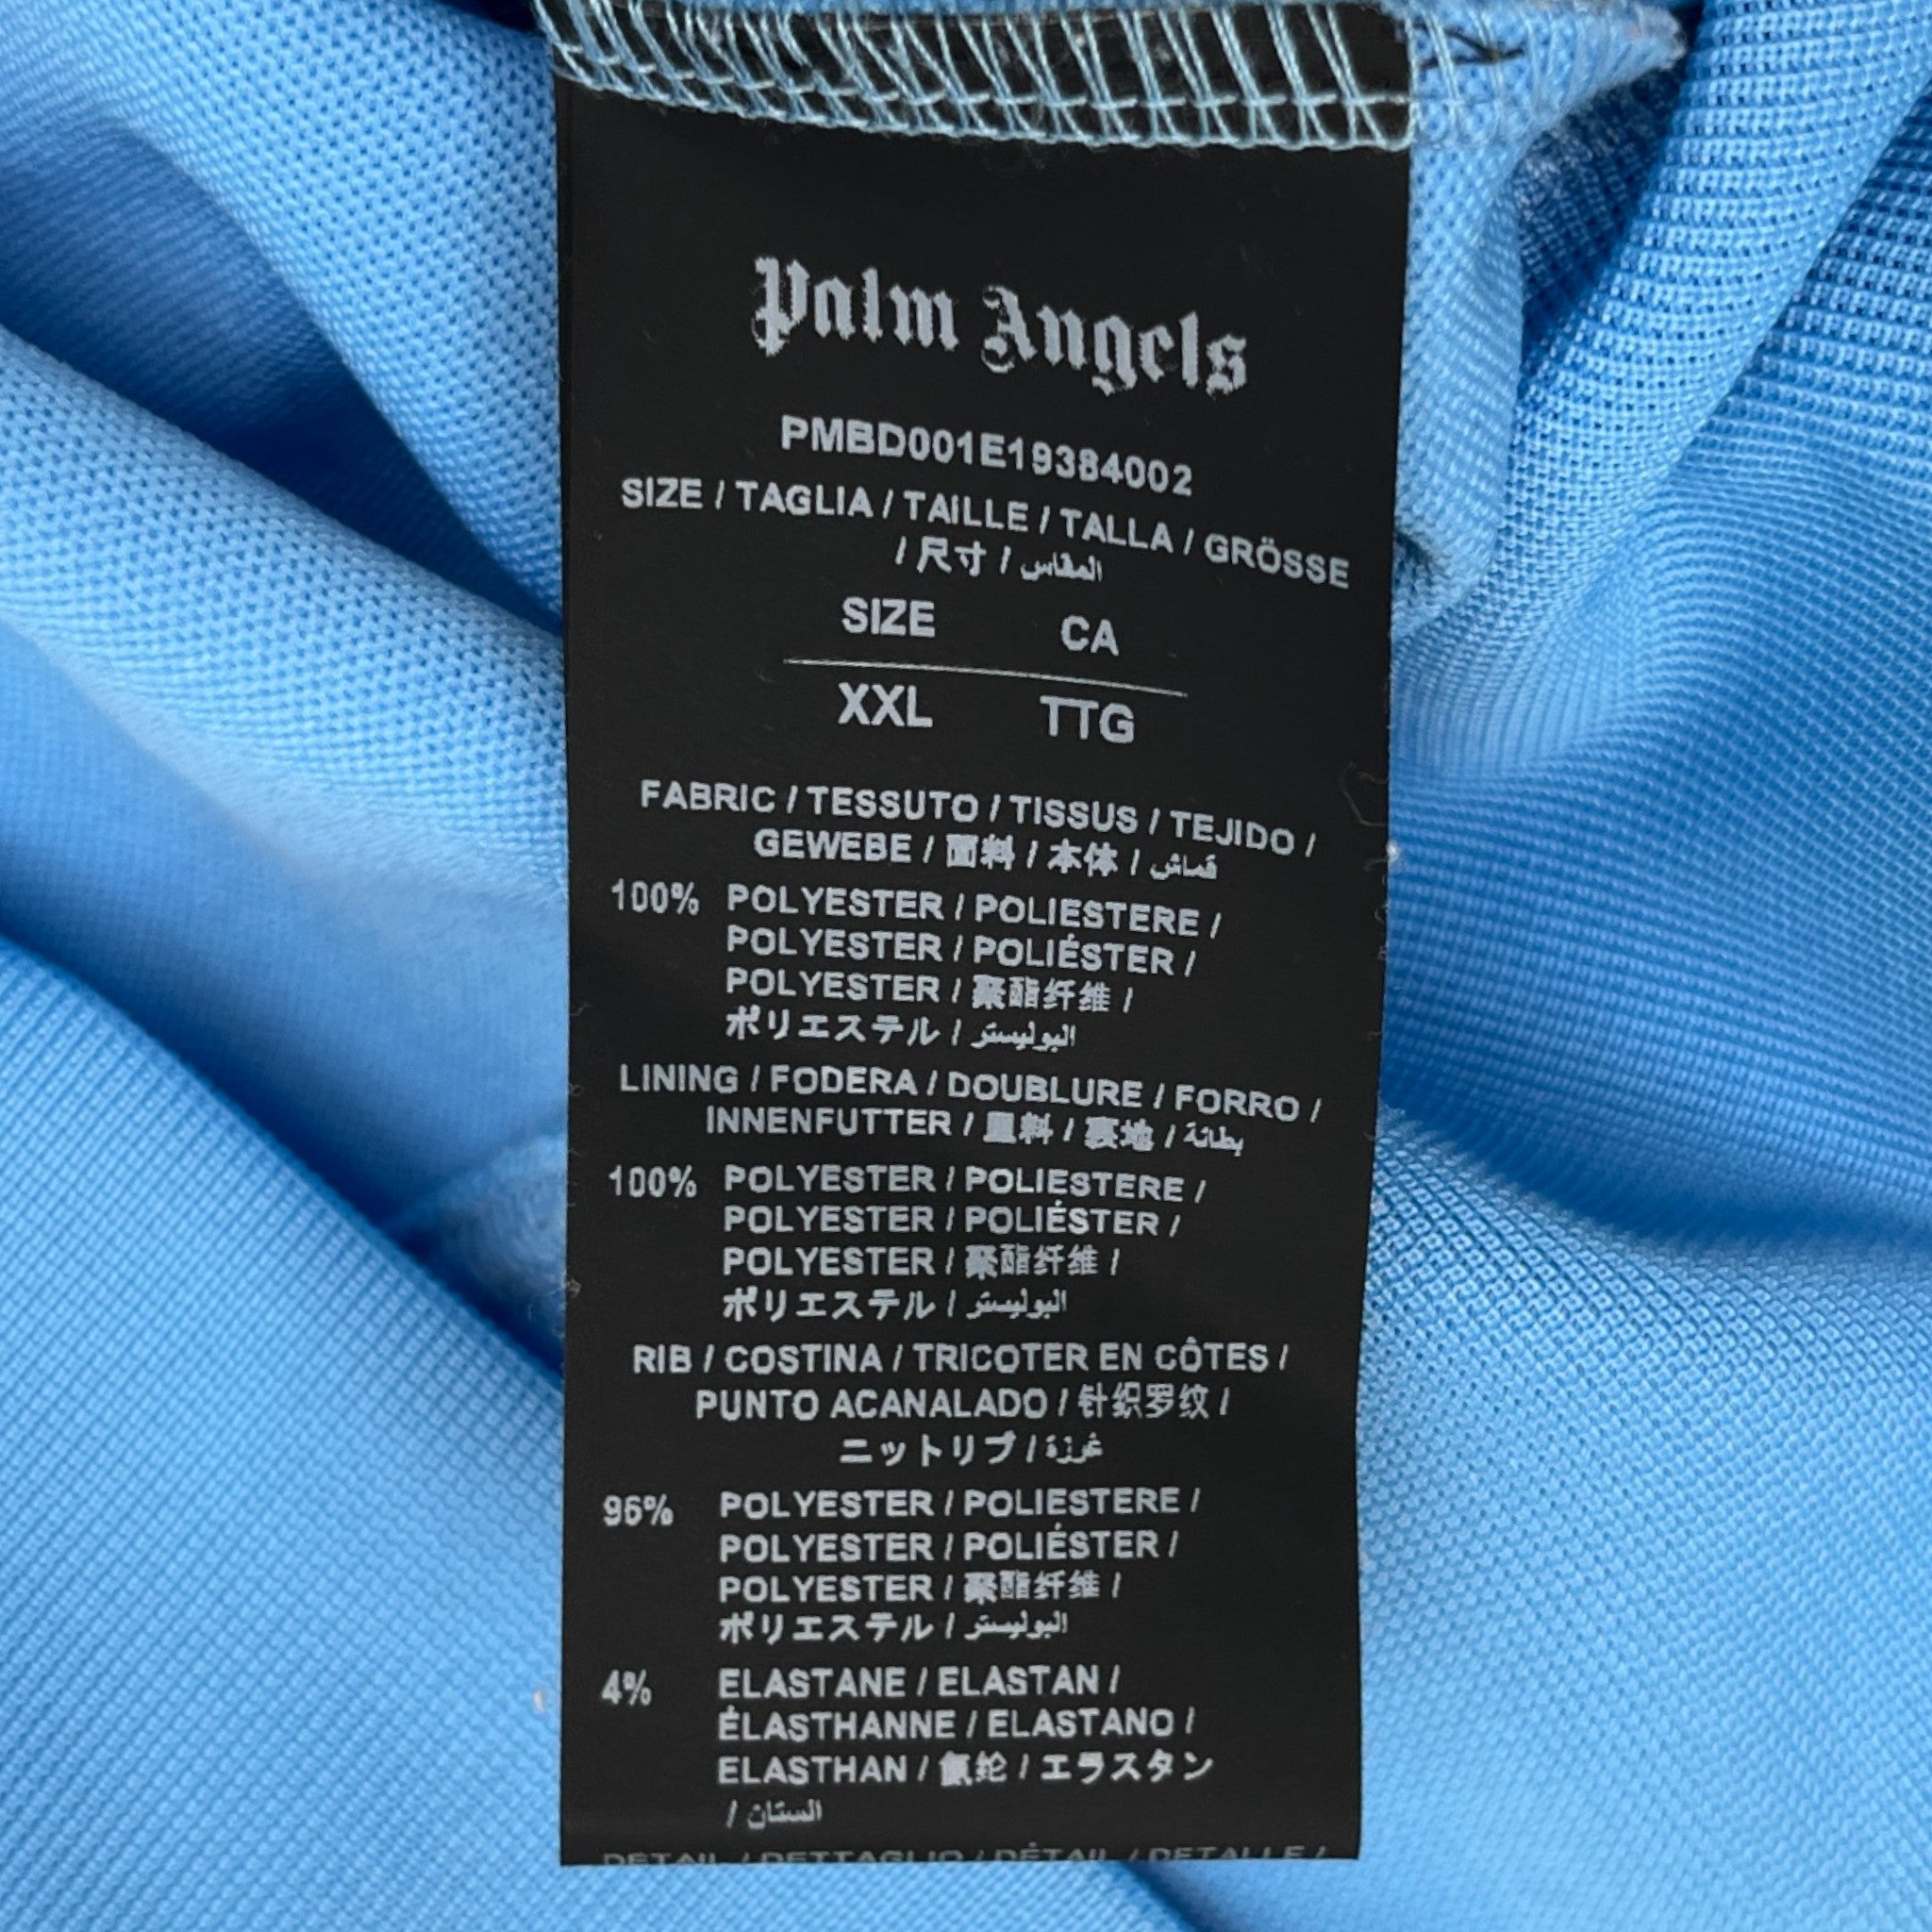 Palm Angels
PMBD001E19384002
SIZE / TAGLIA / TAILLE / TALLA / GRÖSSE
/ 尺寸 / المقاس
SIZE CA
XXL TTG
FABRIC / TESSUTO / TISSUS / TEJIDO /
GEWEBE / 面料 / 本体 / قماش
100% POLYESTER / POLIESTERE /
POLYESTER / POLIÉSTER /
POLYESTER / 聚酯纤维 /
ポリエステル / البوليستر
LINING / FODERA / DOUBLURE / FORRO /
INNENFUTTER / 里料 / 裏地 / بطانة
100% POLYESTER / POLIESTERE /
POLYESTER / POLIÉSTER /
POLYESTER / 聚酯纤维 /
ポリエステル / البوليستر
RIB / COSTINA / TRICOTER EN CÔTES /
PUNTO ACANALADO / 针织罗纹 /
ニットリブ / غرزة
96% POLYESTER / POLIESTERE /
POLYESTER / POLIÉSTER /
POLYESTER / 聚酯纤维 /
ポリエステル / البوليستر
4% ELASTANE / ELASTAN /
ÉLASTHANNE / ELASTANO /
ELASTHAN / 氨纶 / エラスタン
/ الستان
DETAIL / DETTAGLIO / DÉTAIL / DETALLE /